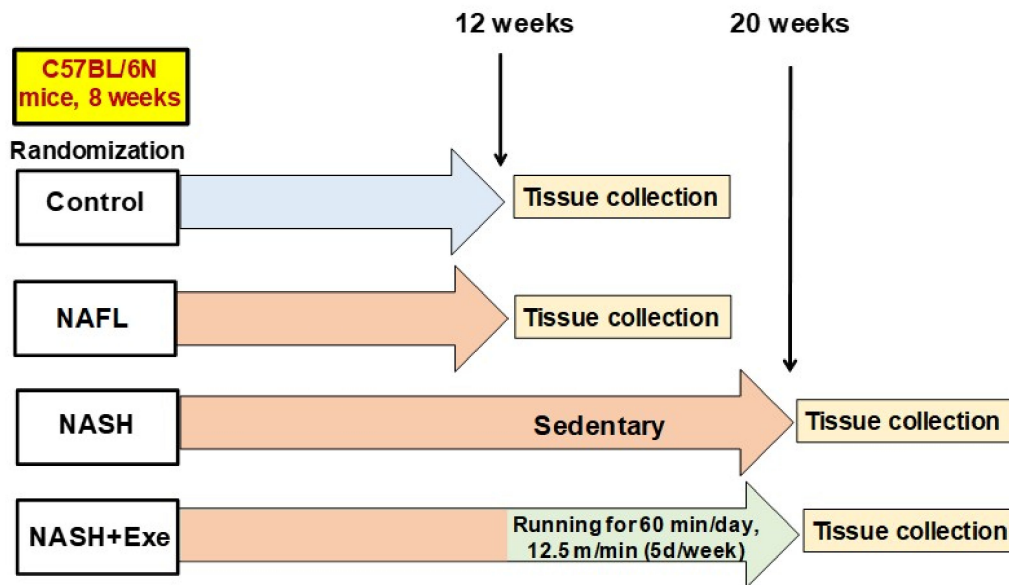 12 weeks
20 weeks
C57BL/6N
mice, 8 weeks
Randomization
Control
Tissue collection
NAFL
Tissue collection
NASH
Sedentary
Tissue collection
NASH+Exe
Running for 60 min/day,
12.5 m/min (5d/week)
Tissue collection